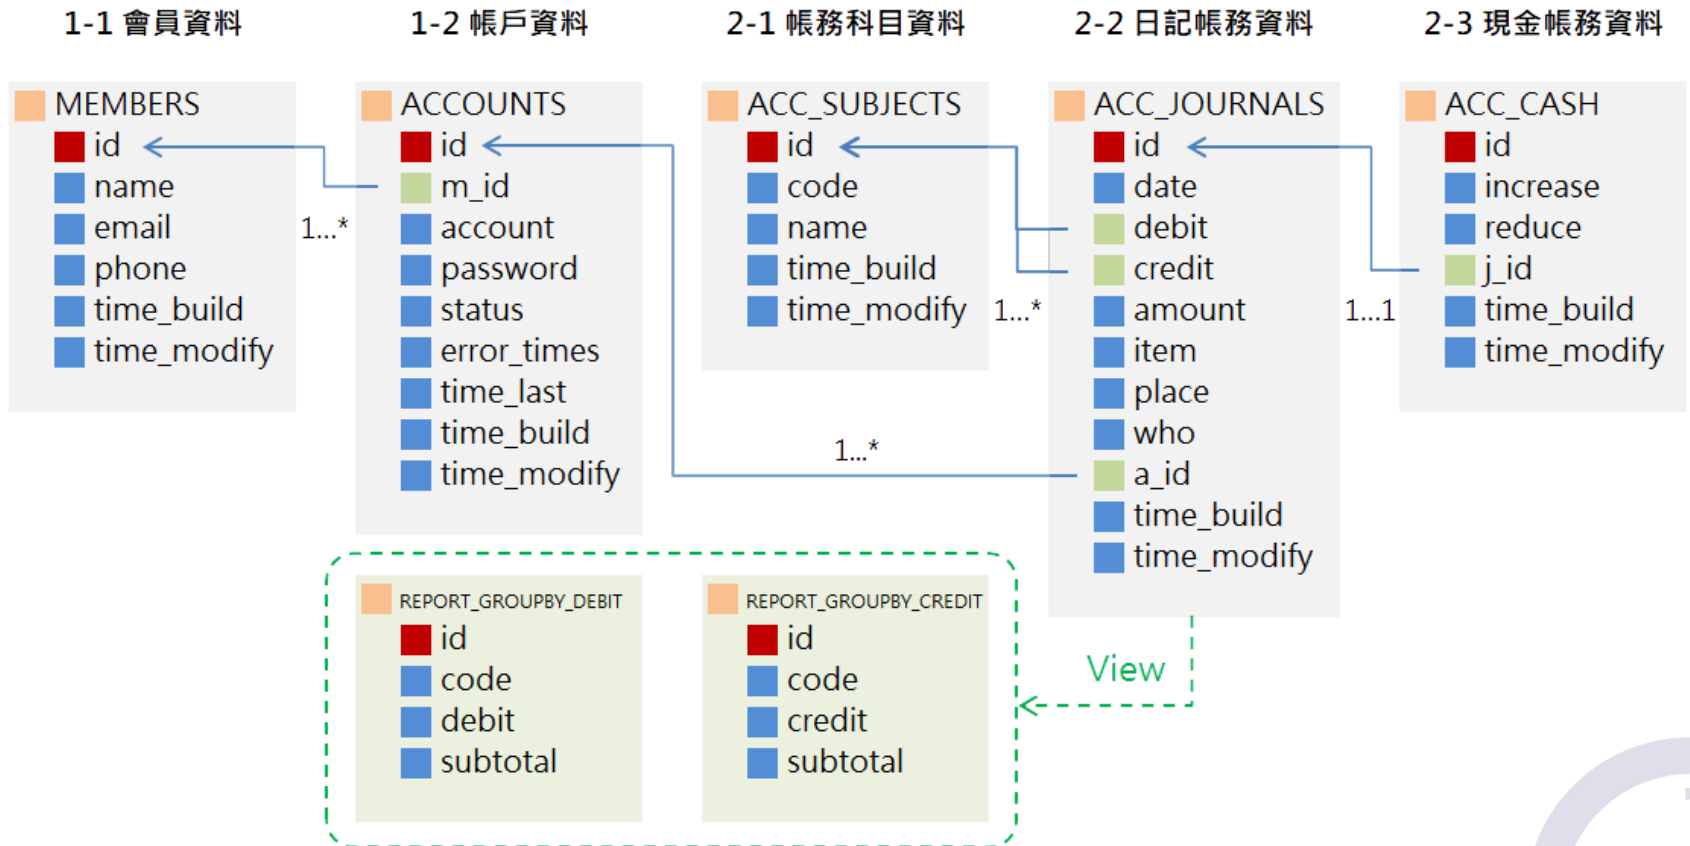 1-1 會員資料
1-2 帳戶資料
2-1 帳務科目資料
2-2 日記帳務資料
2-3 現金帳務資料
MEMBERS
id
name
email
phone
time_build
time_modify
1...*
ACCOUNTS
id
m_id
account
password
status
error_times
time_last
time_build
time_modify
1...*
ACC_SUBJECTS
id
code
name
time_build
time_modify
1...*
ACC_JOURNALS
id
date
debit
credit
amount
item
place
who
a_id
time_build
time_modify
1...1
ACC_CASH
id
increase
reduce
j_id
time_build
time_modify
REPORT_GROUPBY_DEBIT
id
code
debit
subtotal
REPORT_GROUPBY_CREDIT
id
code
credit
subtotal
View